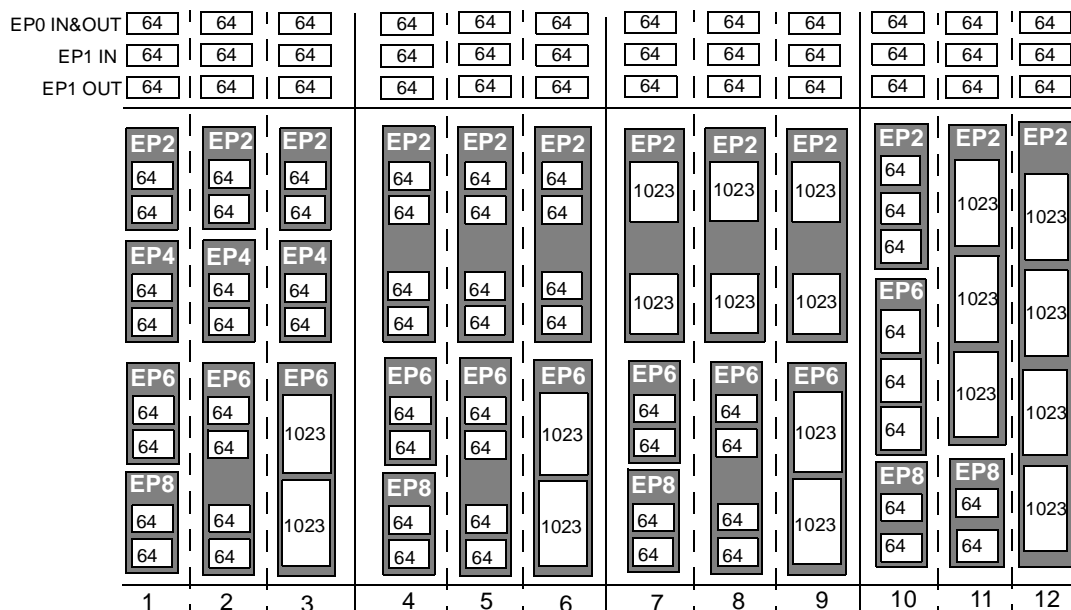 EP0 IN&OUT 64 64 64 64 64 64 64 64 64 64 64 64
EP1 IN 64 64 64 64 64 64 64 64 64 64 64 64
EP1 OUT 64 64 64 64 64 64 64 64 64 64 64 64
EP2 EP2 EP2 EP2 EP2 EP2 EP2 EP2 EP2 EP2 EP2 EP2
64 64 64 64 64 64 1023 1023 1023 64 1023 1023
64 64 64 64 64 64 64
64
EP4 EP4 EP4
64 64 64 64 64 64 1023 1023 1023 EP6 1023 1023
64 64 64 64 64 64 64
EP6 EP6 EP6 EP6 EP6 EP6 EP6 EP6 EP6
64 64 1023 64 64 1023 64 64 1023 64 1023 1023
64 64 64 64 64 64 64
EP8 EP8 EP8 EP8 EP8
64 64 1023 64 64 1023 64 64 1023 64 64 1023
64 64 64 64 64 64 64 64
1 2 3 4 5 6 7 8 9 10 11 12